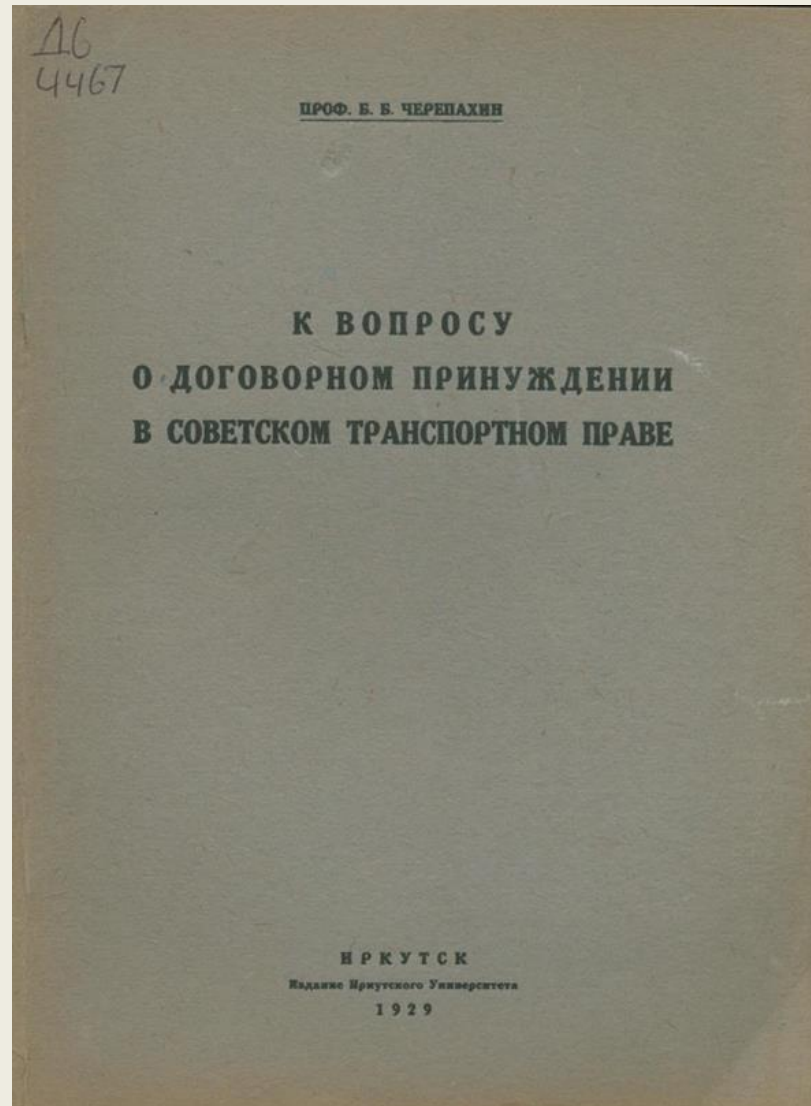 Д6
4467
ПРОФ. Б. Б. ЧЕРЕПАХИН
К ВОПРОСУ
О ДОГОВОРНОМ ПРИНУЖДЕНИИ
В СОВЕТСКОМ ТРАНСПОРТНОМ ПРАВЕ
ИРКУТСК
Издание Иркутского Университета
1929